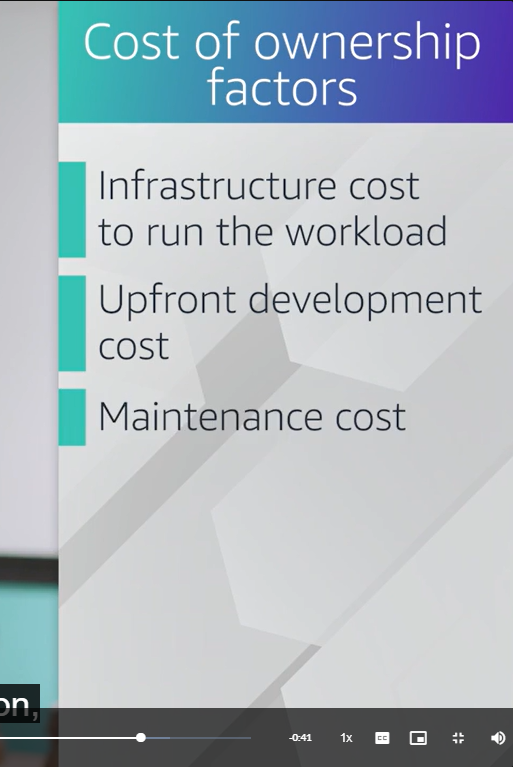 Cost of ownership
factors
Infrastructure cost
to run the workload
Upfront development
cost
Maintenance cost
on,
-0:41 1x CC